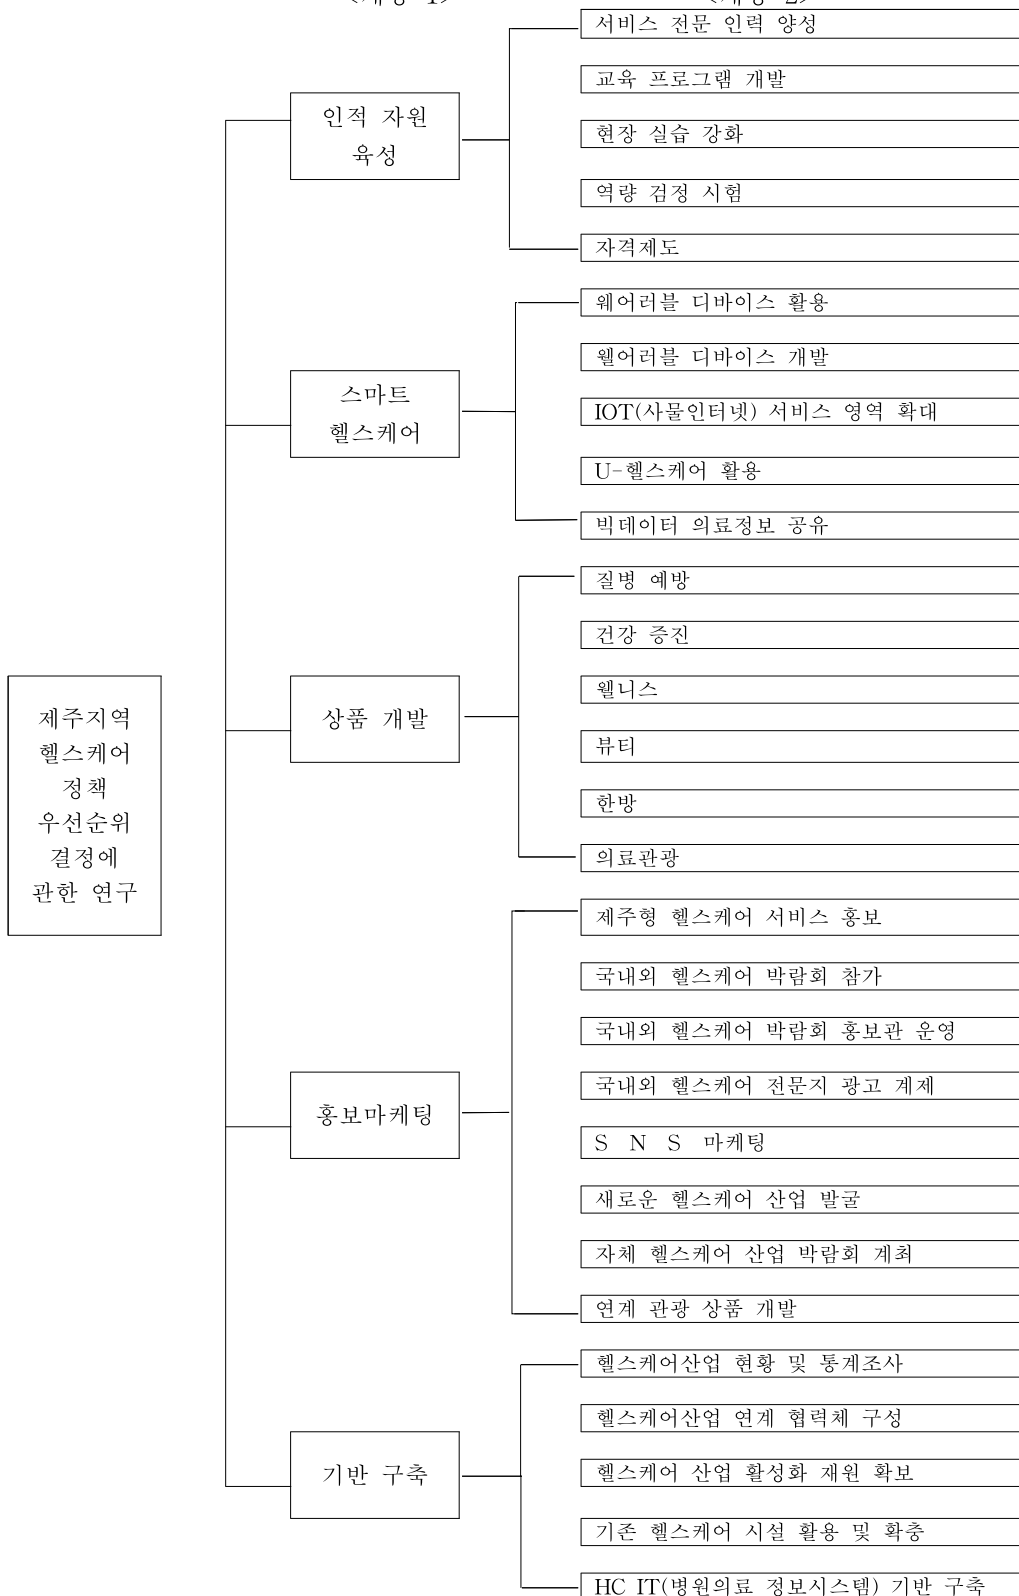 <계층 1>
<계층 2>
제주지역
헬스케어
정책
우선순위
결정에
관한 연구
인적 자원
육성
서비스 전문 인력 양성
교육 프로그램 개발
현장 실습 강화
역량 검정 시험
자격제도
스마트
헬스케어
웨어러블 디바이스 활용
웰어러블 디바이스 개발
IOT(사물인터넷) 서비스 영역 확대
U-헬스케어 활용
빅데이터 의료정보 공유
상품 개발
질병 예방
건강 증진
웰니스
뷰티
한방
의료관광
홍보마케팅
제주형 헬스케어 서비스 홍보
국내외 헬스케어 박람회 참가
국내외 헬스케어 박람회 홍보관 운영
국내외 헬스케어 전문지 광고 계제
S N S 마케팅
새로운 헬스케어 산업 발굴
자체 헬스케어 산업 박람회 계최
연계 관광 상품 개발
기반 구축
헬스케어산업 현황 및 통계조사
헬스케어산업 연계 협력체 구성
헬스케어 산업 활성화 재원 확보
기존 헬스케어 시설 활용 및 확충
HC IT(병원의료 정보시스템) 기반 구축